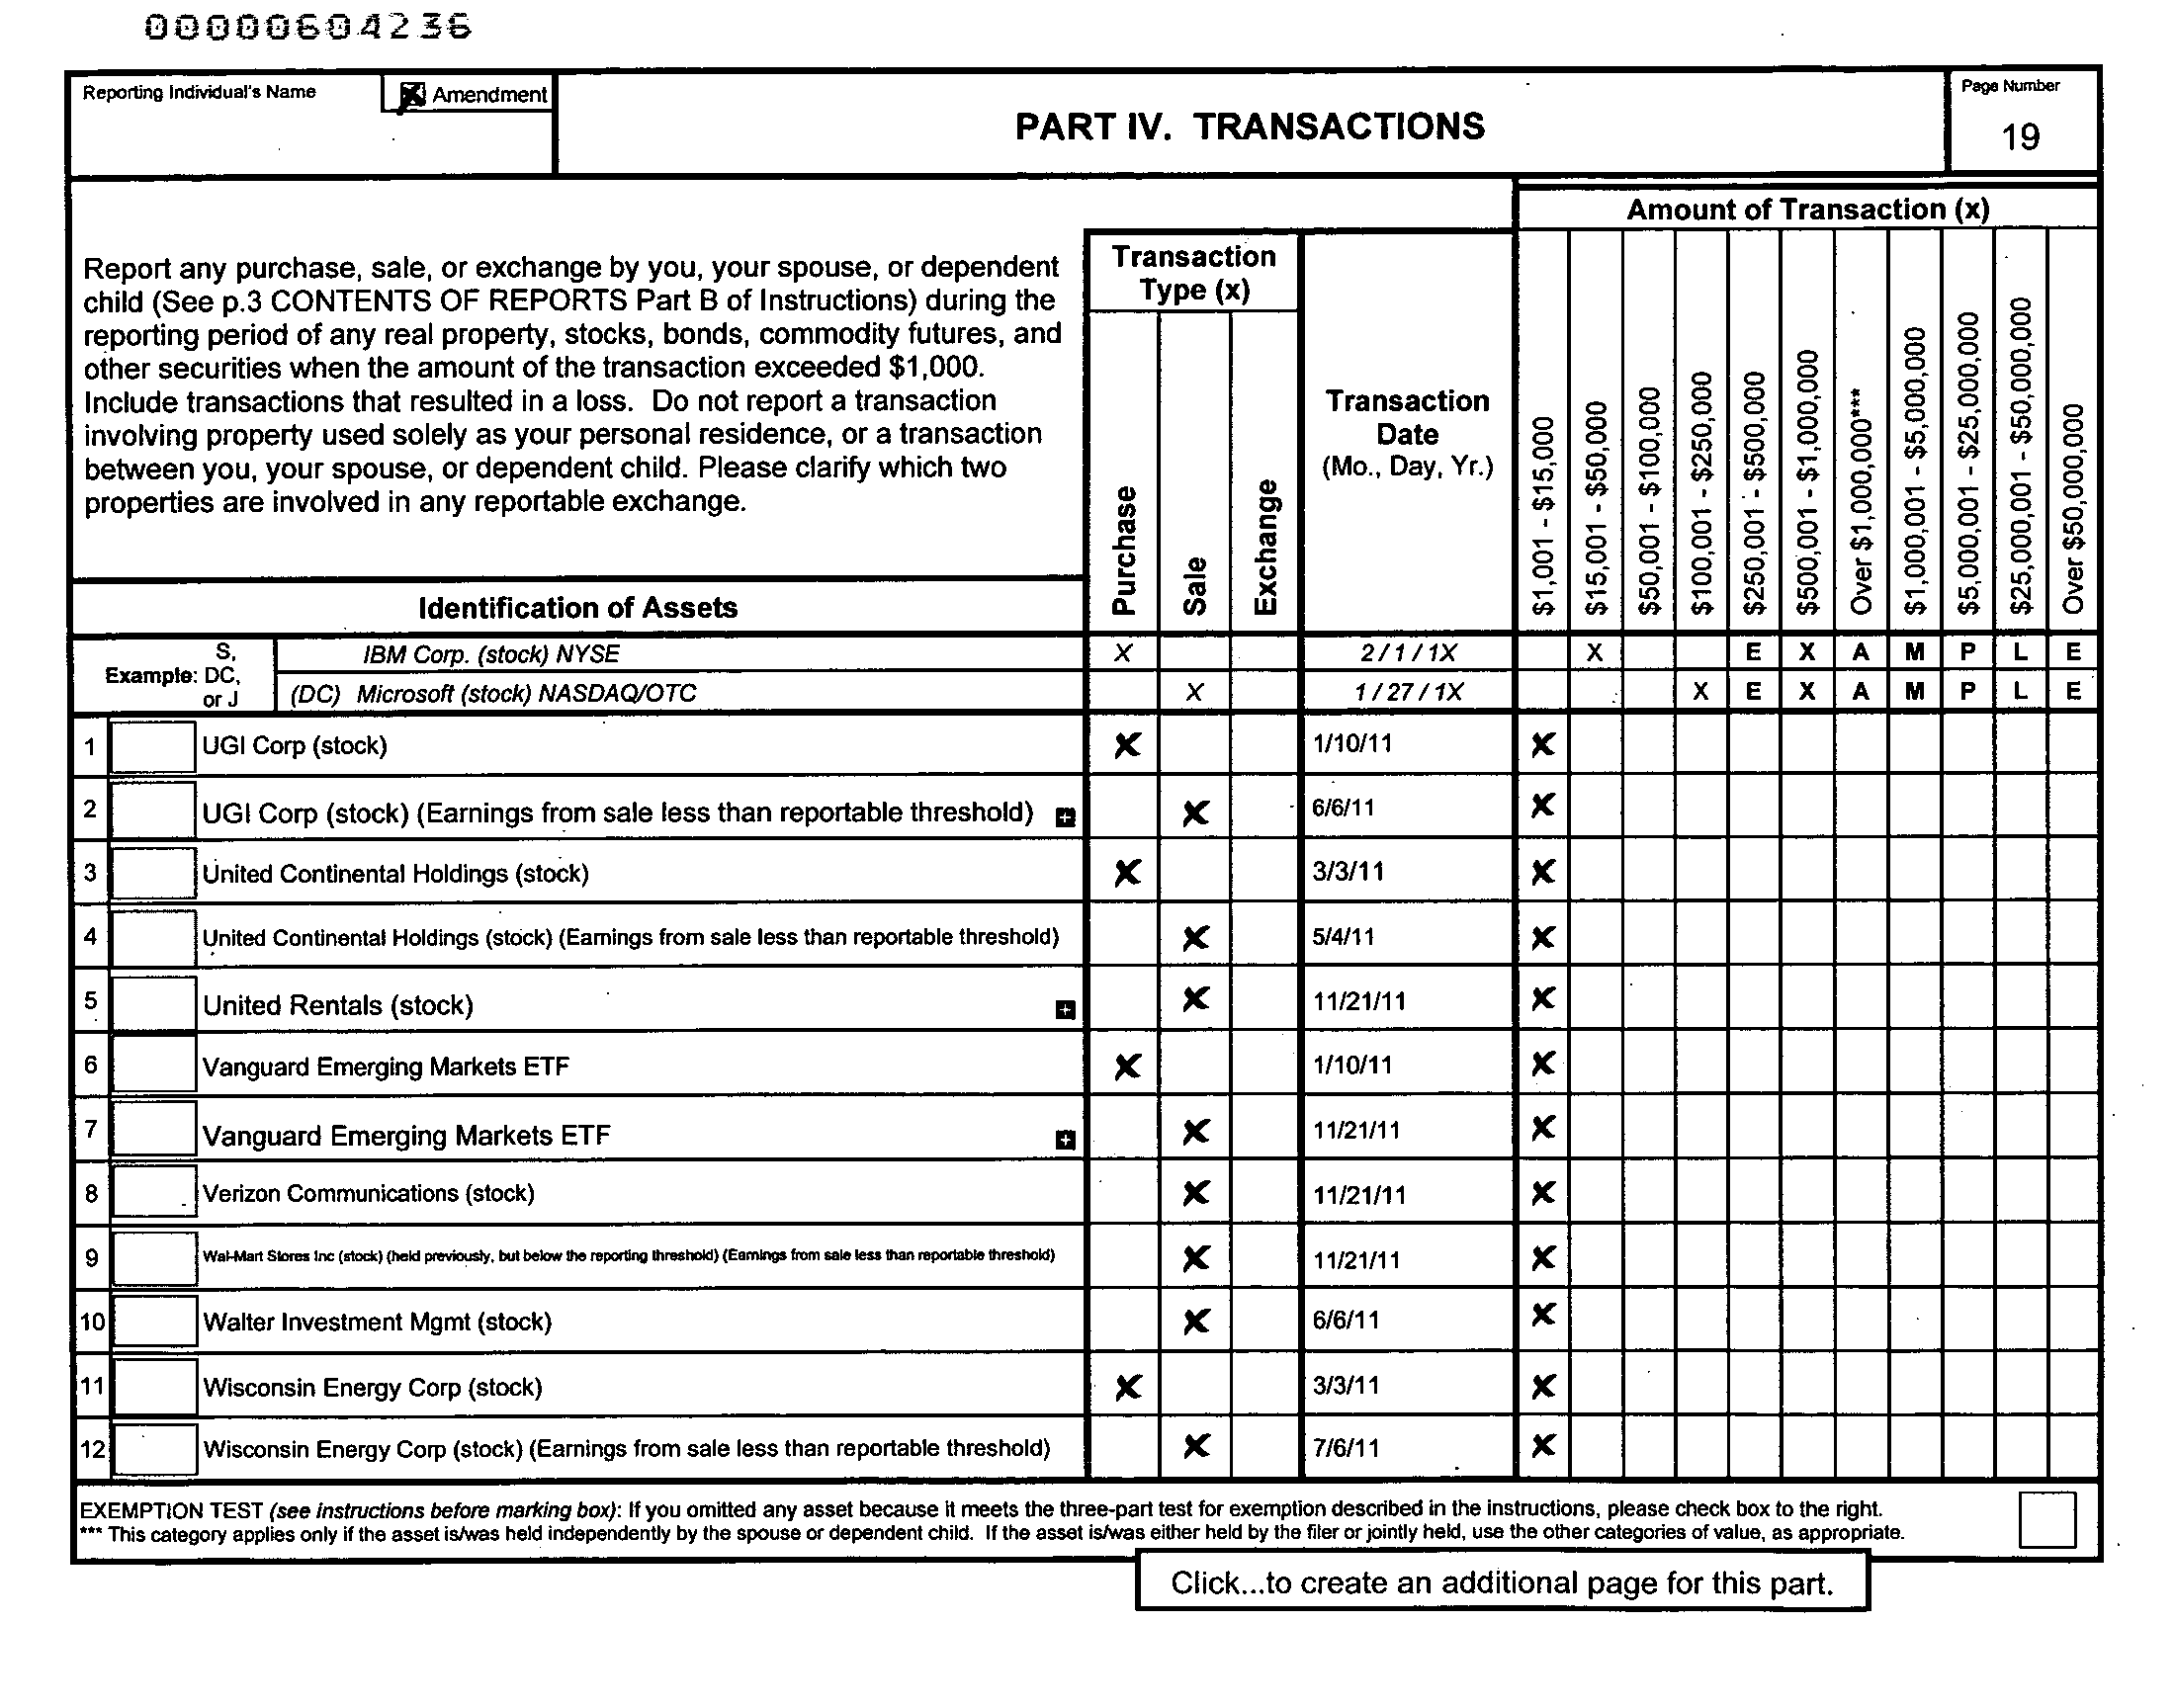 00000604236
Reporting Individual's Name
Amendment
PART IV. TRANSACTIONS
Page Number
19
Report any purchase, sale, or exchange by you, your spouse, or dependent
child (See p.3 CONTENTS OF REPORTS Part B of Instructions) during the
reporting period of any real property, stocks, bonds, commodity futures, and
other securities when the amount of the transaction exceeded $1,000.
Include transactions that resulted in a loss. Do not report a transaction
involving property used solely as your personal residence, or a transaction
between you, your spouse, or dependent child. Please clarify which two
properties are involved in any reportable exchange.
Identification of Assets
Transaction
Type (x)
Purchase
Sale
Exchange
Transaction
Date
(Mo., Day, Yr.)
Amount of Transaction (x)
$1,001 - $15,000
$15,001 - $50,000
$50,001 - $100,000
$100,001 - $250,000
$250,001 - $500,000
$500,001 - $1,000,000
Over $1,000,000***
$1,000,001 - $5,000,000
$5,000,001 - $25,000,000
$25,000,001 - $50,000,000
Over $50,000,000
Example: S, DC, or J
IBM Corp. (stock) NYSE X 2 / 1 / 1X X E X A M P L E
(DC) Microsoft (stock) NASDAQ/OTC X 1 / 27 / 1X X E X A M P L E
1 UGI Corp (stock) X 1/10/11 X
2 UGI Corp (stock) (Earnings from sale less than reportable threshold) X 6/6/11 X
3 United Continental Holdings (stock) X 3/3/11 X
4 United Continental Holdings (stock) (Earnings from sale less than reportable threshold) X 5/4/11 X
5 United Rentals (stock) X 11/21/11 X
6 Vanguard Emerging Markets ETF X 1/10/11 X
7 Vanguard Emerging Markets ETF X 11/21/11 X
8 Verizon Communications (stock) X 11/21/11 X
9 Wal-Mart Stores Inc (stock) (held previously, but below the reporting threshold) (Earnings from sale less than reportable threshold) X 11/21/11 X
10 Walter Investment Mgmt (stock) X 6/6/11 X
11 Wisconsin Energy Corp (stock) X 3/3/11 X
12 Wisconsin Energy Corp (stock) (Earnings from sale less than reportable threshold) X 7/6/11 X
EXEMPTION TEST (see instructions before marking box): If you omitted any asset because it meets the three-part test for exemption described in the instructions, please check box to the right.
*** This category applies only if the asset is/was held independently by the spouse or dependent child. If the asset is/was either held by the filer or jointly held, use the other categories of value, as appropriate.
Click...to create an additional page for this part.